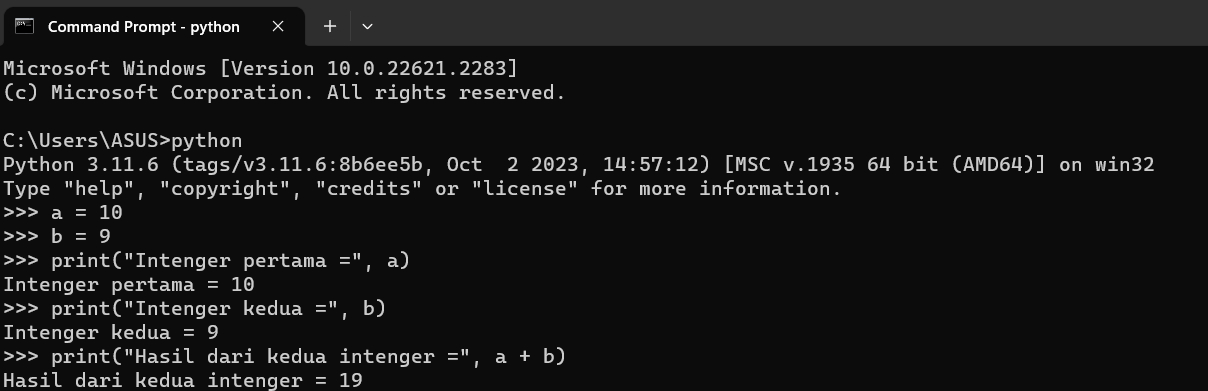 Command Prompt - python
Microsoft Windows [Version 10.0.22621.2283]
(c) Microsoft Corporation. All rights reserved.
C:\Users\ASUS>python
Python 3.11.6 (tags/v3.11.6:8b6ee5b, Oct  2 2023, 14:57:12) [MSC v.1935 64 bit (AMD64)] on win32
Type "help", "copyright", "credits" or "license" for more information.
>>> a = 10
>>> b = 9
>>> print("Intenger pertama =", a)
Intenger pertama = 10
>>> print("Intenger kedua =", b)
Intenger kedua = 9
>>> print("Hasil dari kedua intenger =", a + b)
Hasil dari kedua intenger = 19